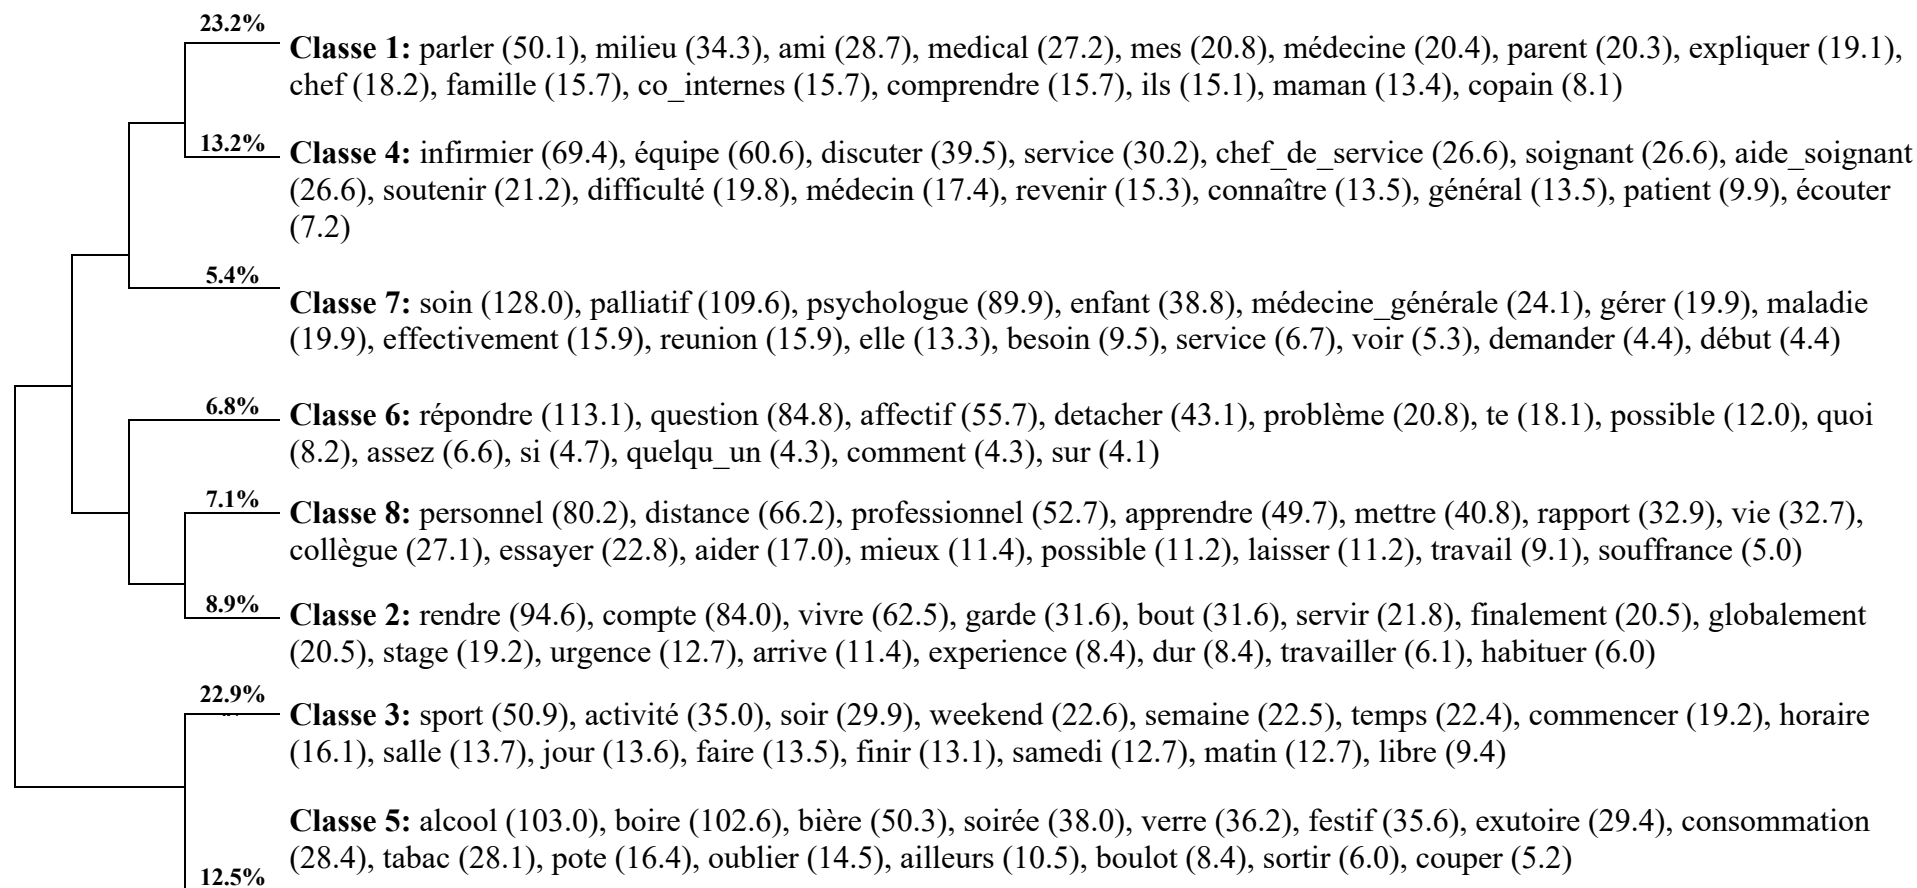 23.2%
Classe 1: parler (50.1), milieu (34.3), ami (28.7), medical (27.2), mes (20.8), médecine (20.4), parent (20.3), expliquer (19.1),
chef (18.2), famille (15.7), co_internes (15.7), comprendre (15.7), ils (15.1), maman (13.4), copain (8.1)
13.2%
Classe 4: infirmier (69.4), équipe (60.6), discuter (39.5), service (30.2), chef_de_service (26.6), soignant (26.6), aide_soignant
(26.6), soutenir (21.2), difficulté (19.8), médecin (17.4), revenir (15.3), connaître (13.5), général (13.5), patient (9.9), écouter
(7.2)
5.4%
Classe 7: soin (128.0), palliatif (109.6), psychologue (89.9), enfant (38.8), médecine_générale (24.1), gérer (19.9), maladie
(19.9), effectivement (15.9), reunion (15.9), elle (13.3), besoin (9.5), service (6.7), voir (5.3), demander (4.4), début (4.4)
6.8%
Classe 6: répondre (113.1), question (84.8), affectif (55.7), detacher (43.1), problème (20.8), te (18.1), possible (12.0), quoi
(8.2), assez (6.6), si (4.7), quelqu_un (4.3), comment (4.3), sur (4.1)
7.1%
Classe 8: personnel (80.2), distance (66.2), professionnel (52.7), apprendre (49.7), mettre (40.8), rapport (32.9), vie (32.7),
collègue (27.1), essayer (22.8), aider (17.0), mieux (11.4), possible (11.2), laisser (11.2), travail (9.1), souffrance (5.0)
8.9%
Classe 2: rendre (94.6), compte (84.0), vivre (62.5), garde (31.6), bout (31.6), servir (21.8), finalement (20.5), globalement
(20.5), stage (19.2), urgence (12.7), arrive (11.4), experience (8.4), dur (8.4), travailler (6.1), habituer (6.0)
22.9%
Classe 3: sport (50.9), activité (35.0), soir (29.9), weekend (22.6), semaine (22.5), temps (22.4), commencer (19.2), horaire
(16.1), salle (13.7), jour (13.6), faire (13.5), finir (13.1), samedi (12.7), matin (12.7), libre (9.4)
Classe 5: alcool (103.0), boire (102.6), bière (50.3), soirée (38.0), verre (36.2), festif (35.6), exutoire (29.4), consommation
(28.4), tabac (28.1), pote (16.4), oublier (14.5), ailleurs (10.5), boulot (8.4), sortir (6.0), couper (5.2)
12.5%